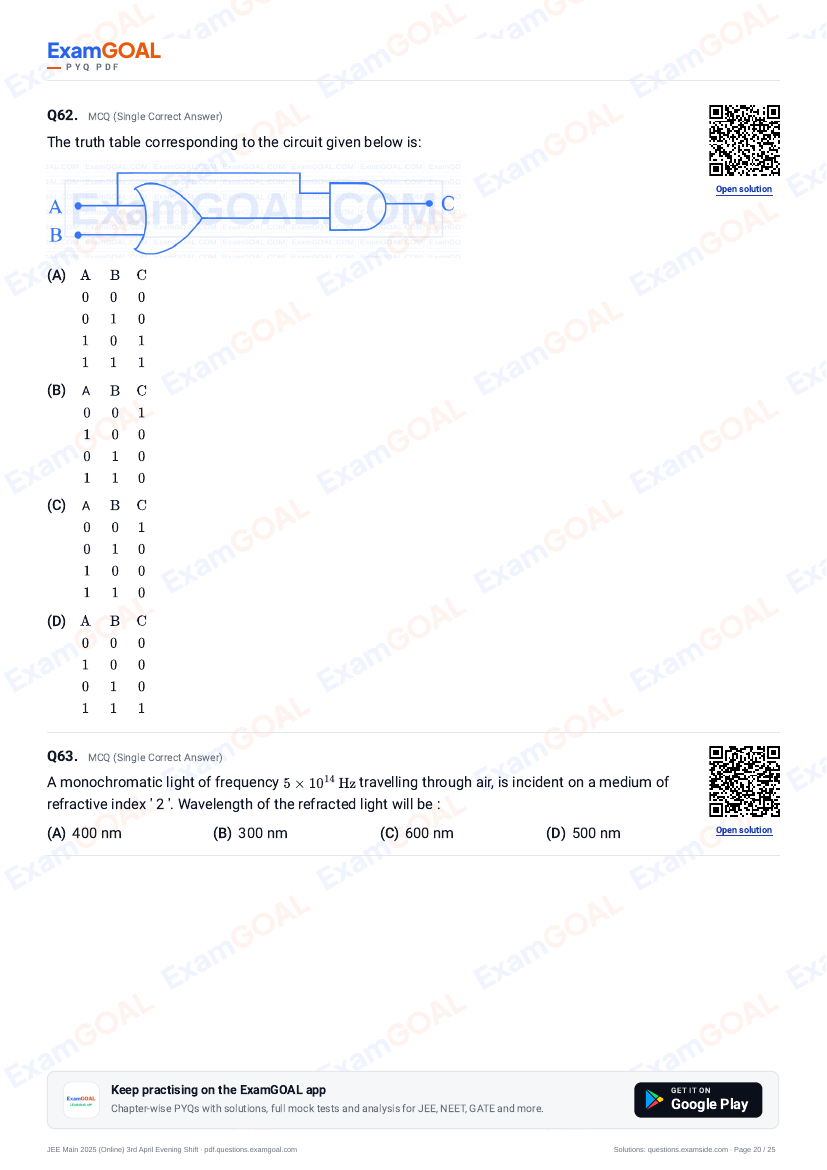 ExamGOAL
PYQ PDF
Q62. MCQ (Single Correct Answer)
The truth table corresponding to the circuit given below is:
Open solution
ExamGOAL.COM
A
C
B
(A) A B C
0 0 0
0 1 0
1 0 1
1 1 1
(B) A B C
0 0 1
1 0 0
0 1 0
1 1 0
(C) A B C
0 0 1
0 1 0
1 0 0
1 1 0
(D) A B C
0 0 0
1 0 0
0 1 0
1 1 1
Q63. MCQ (Single Correct Answer)
A monochromatic light of frequency 5 × 10¹⁴ Hz travelling through air, is incident on a medium of
refractive index ' 2 '. Wavelength of the refracted light will be :
(A) 400 nm (B) 300 nm (C) 600 nm (D) 500 nm
Open solution
Keep practising on the ExamGOAL app
Chapter-wise PYQs with solutions, full mock tests and analysis for JEE, NEET, GATE and more.
GET IT ON
Google Play
JEE Main 2025 (Online) 3rd April Evening Shift · pdf.questions.examgoal.com
Solutions: questions.examside.com · Page 20 / 25